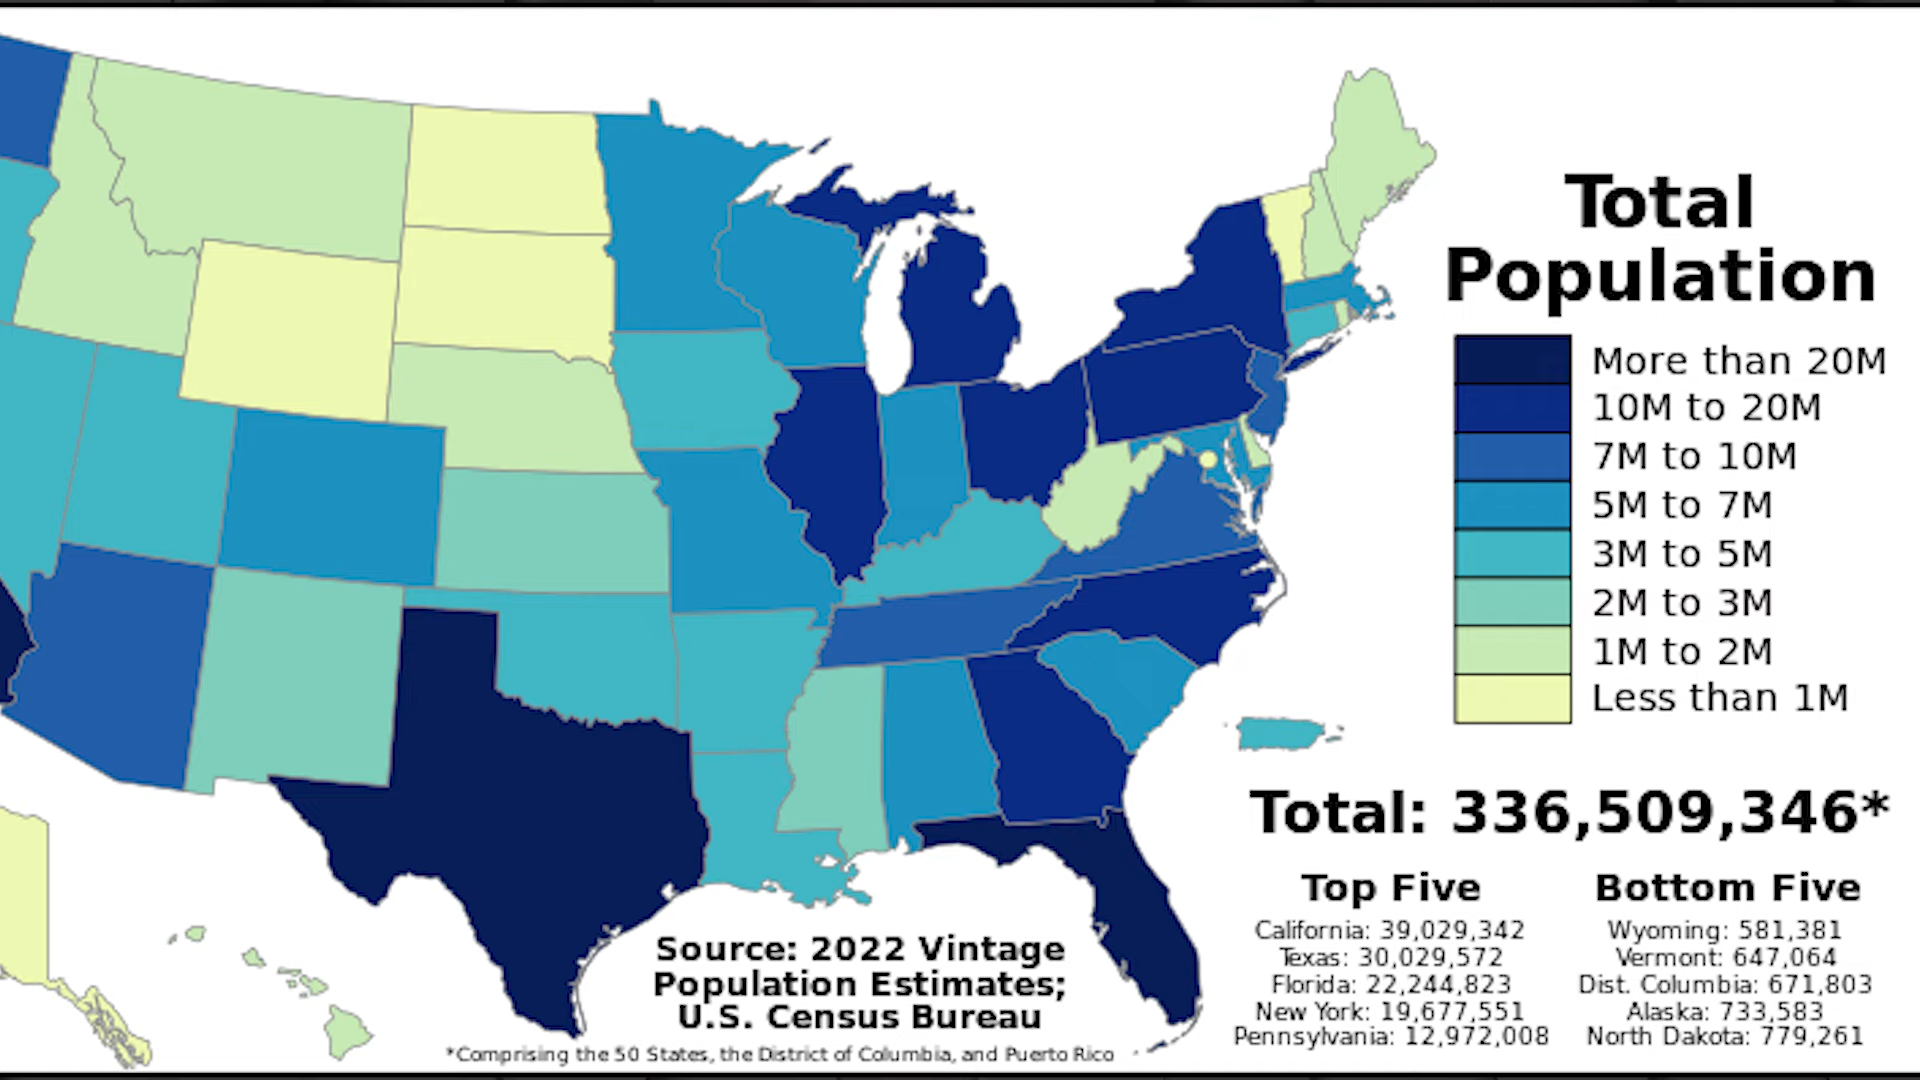 Total
Population
More than 20M
10M to 20M
7M to 10M
5M to 7M
3M to 5M
2M to 3M
1M to 2M
Less than 1M
Total: 336,509,346*
Top Five
California: 39,029,342
Texas: 30,029,572
Florida: 22,244,823
New York: 19,677,551
Pennsylvania: 12,972,008
Bottom Five
Wyoming: 581,381
Vermont: 647,064
Dist. Columbia: 671,803
Alaska: 733,583
North Dakota: 779,261
Source: 2022 Vintage
Population Estimates;
U.S. Census Bureau
*Comprising the 50 States, the District of Columbia, and Puerto Rico